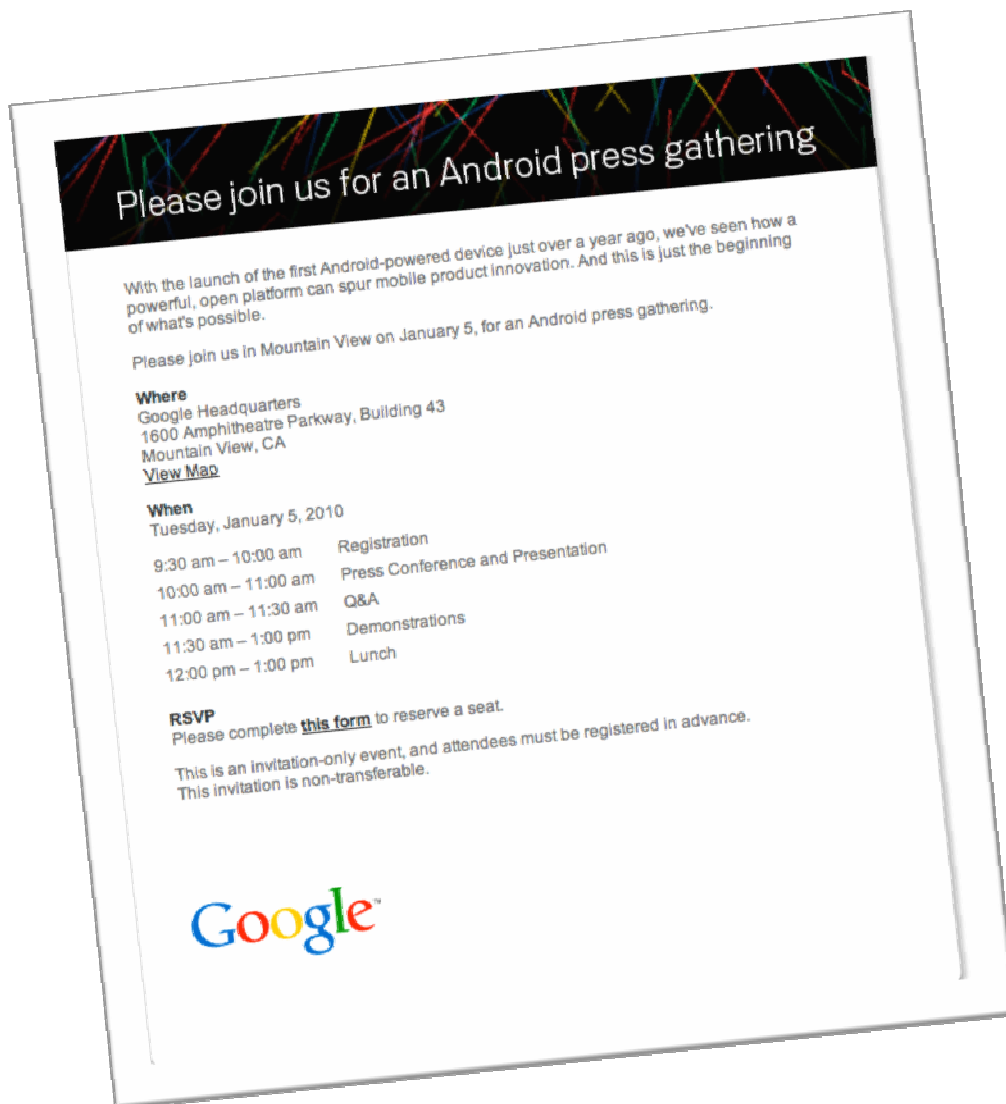 Please join us for an Android press gathering
With the launch of the first Android-powered device just over a year ago, we've seen how a
powerful, open platform can spur mobile product innovation. And this is just the beginning
of what's possible.
Please join us in Mountain View on January 5, for an Android press gathering.
Where
Google Headquarters
1600 Amphitheatre Parkway, Building 43
Mountain View, CA
View Map
When
Tuesday, January 5, 2010
9:30 am – 10:00 am Registration
10:00 am – 11:00 am Press Conference and Presentation
11:00 am – 11:30 am Q&A
11:30 am – 1:00 pm Demonstrations
12:00 pm – 1:00 pm Lunch
RSVP
Please complete this form to reserve a seat.
This is an invitation-only event, and attendees must be registered in advance.
This invitation is non-transferable.
Google™